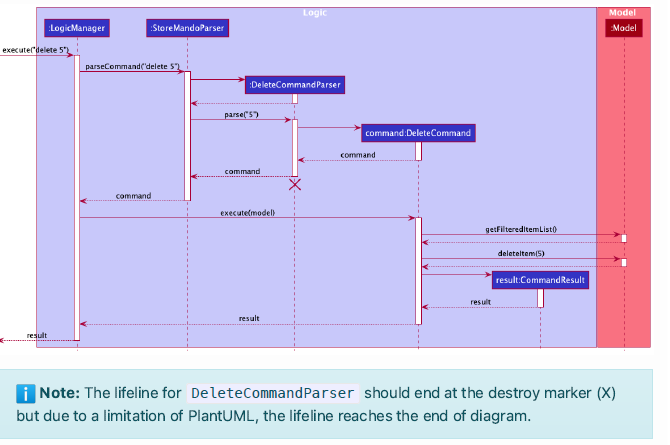 Logic
Model
:LogicManager
:StoreMandoParser
:Model
execute("delete 5")
parseCommand("delete 5")
:DeleteCommandParser
parse("5")
command:DeleteCommand
command
command
command
execute(model)
getFilteredItemList()
deleteItem(5)
result:CommandResult
result
result
result
Note: The lifeline for DeleteCommandParser should end at the destroy marker (X)
but due to a limitation of PlantUML, the lifeline reaches the end of diagram.